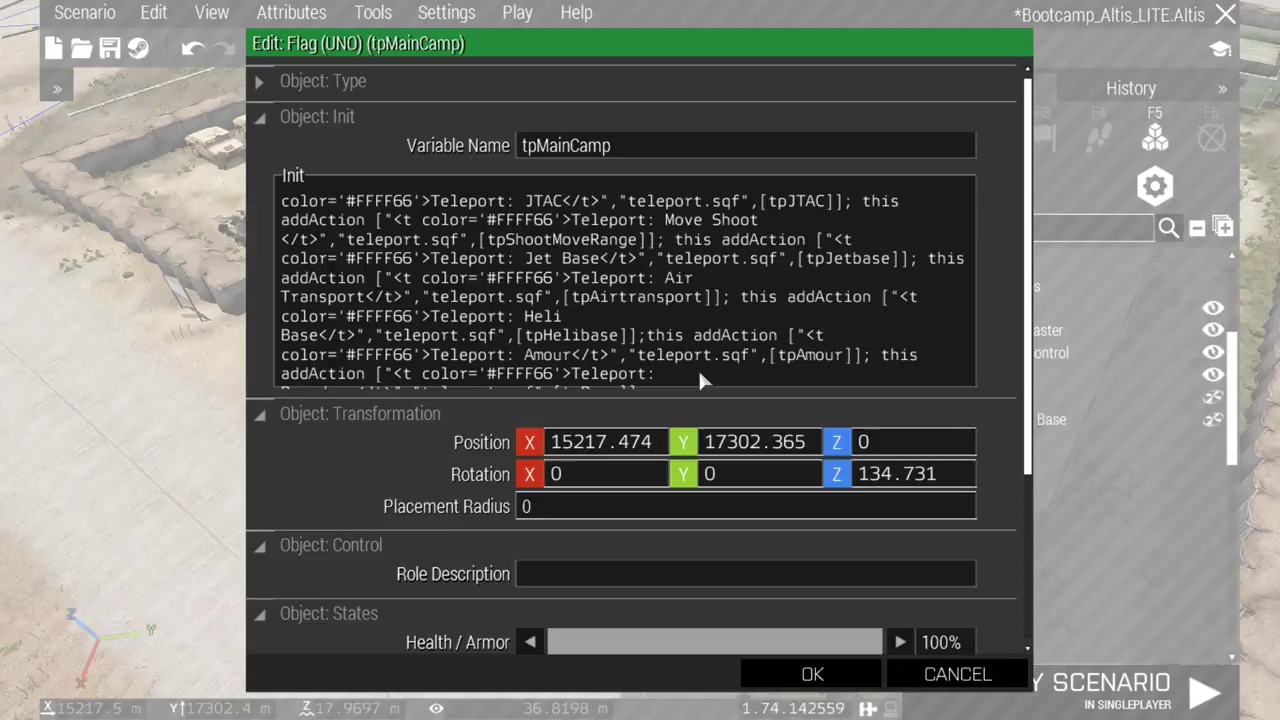 Scenario Edit View Attributes Tools Settings Play Help *Bootcamp_Altis_LITE.Altis
Edit: Flag (UNO) (tpMainCamp)
Object: Type
History
Object: Init
F3 F4 F5 F6
Variable Name tpMainCamp
Init
color='#FFFF66'>Teleport: JTAC</t>","teleport.sqf",[tpJTAC]]; this
addAction ["<t color='#FFFF66'>Teleport: Move Shoot
</t>","teleport.sqf",[tpShootMoveRange]]; this addAction ["<t
color='#FFFF66'>Teleport: Jet Base</t>","teleport.sqf",[tpJetbase]]; this
addAction ["<t color='#FFFF66'>Teleport: Air
Transport</t>","teleport.sqf",[tpAirtransport]]; this addAction ["<t
color='#FFFF66'>Teleport: Heli
Base</t>","teleport.sqf",[tpHelibase]];this addAction ["<t
color='#FFFF66'>Teleport: Amour</t>","teleport.sqf",[tpAmour]]; this
addAction ["<t color='#FFFF66'>Teleport:
Object: Transformation
Base
Position X 15217.474 Y 17302.365 Z 0
Rotation X 0 Y 0 Z 134.731
Placement Radius 0
Object: Control
Role Description
Object: States
Health / Armor 100%
OK CANCEL
Y SCENARIO
IN SINGLEPLAYER
Z Y X
X 15217.5 m Y 17302.4 m Z 17.9697 m 36.8198 m 1.74.142559